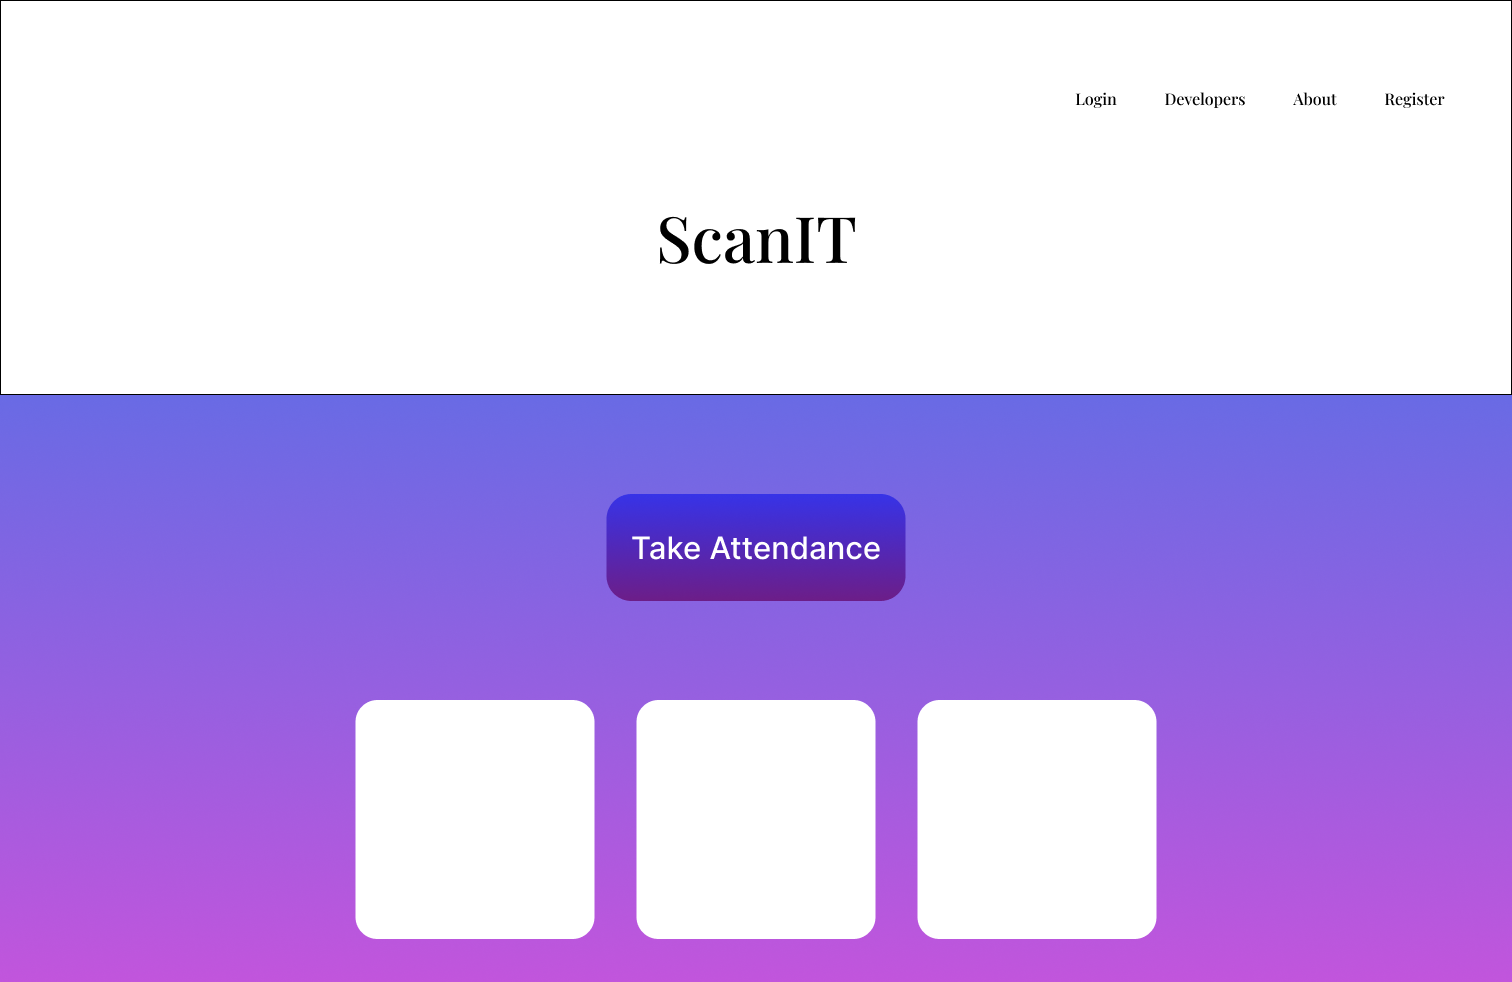 Login Developers About Register
ScanIT
Take Attendance